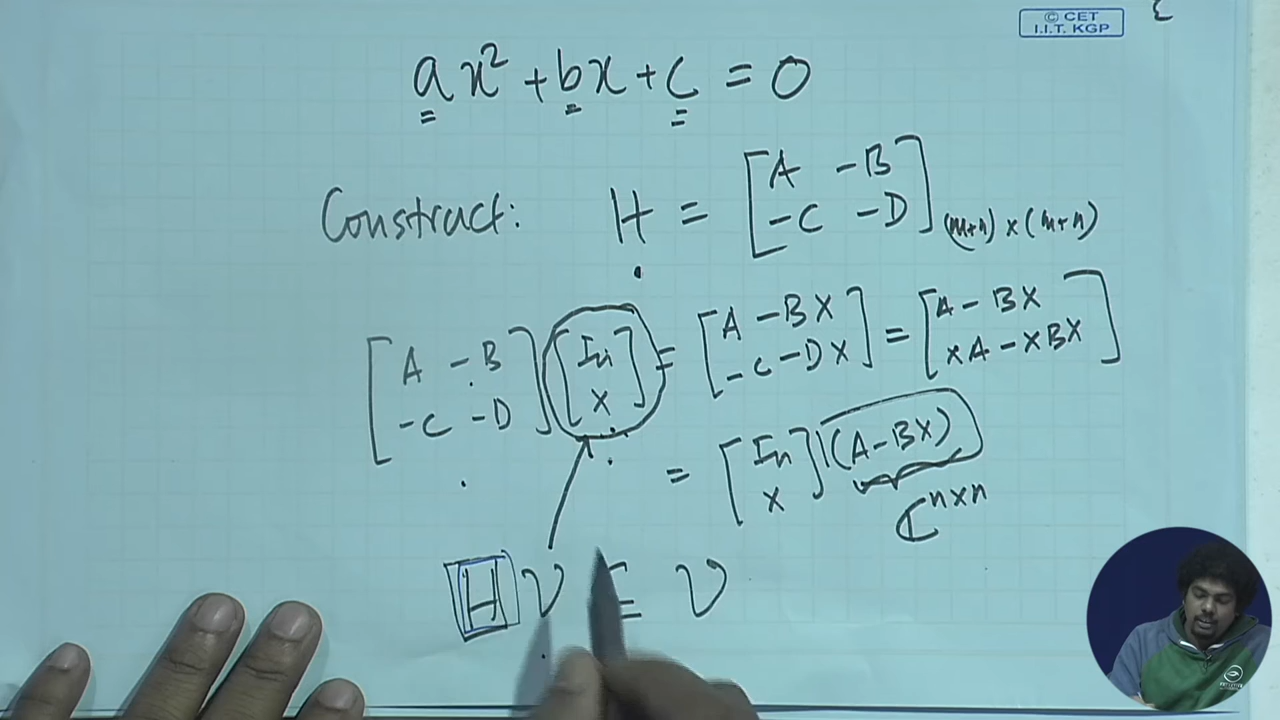 © CET
I.I.T. KGP
ax² + bx + c = 0
Construct: H = [A -B; -C -D] (m+n) × (m+n)
[A -B; -C -D] [In; X] = [A -BX; -C -DX] = [A - BX; XA - XBX]
= [In; X] (A - BX)
ℂ^{n×n}
H V ⊆ V